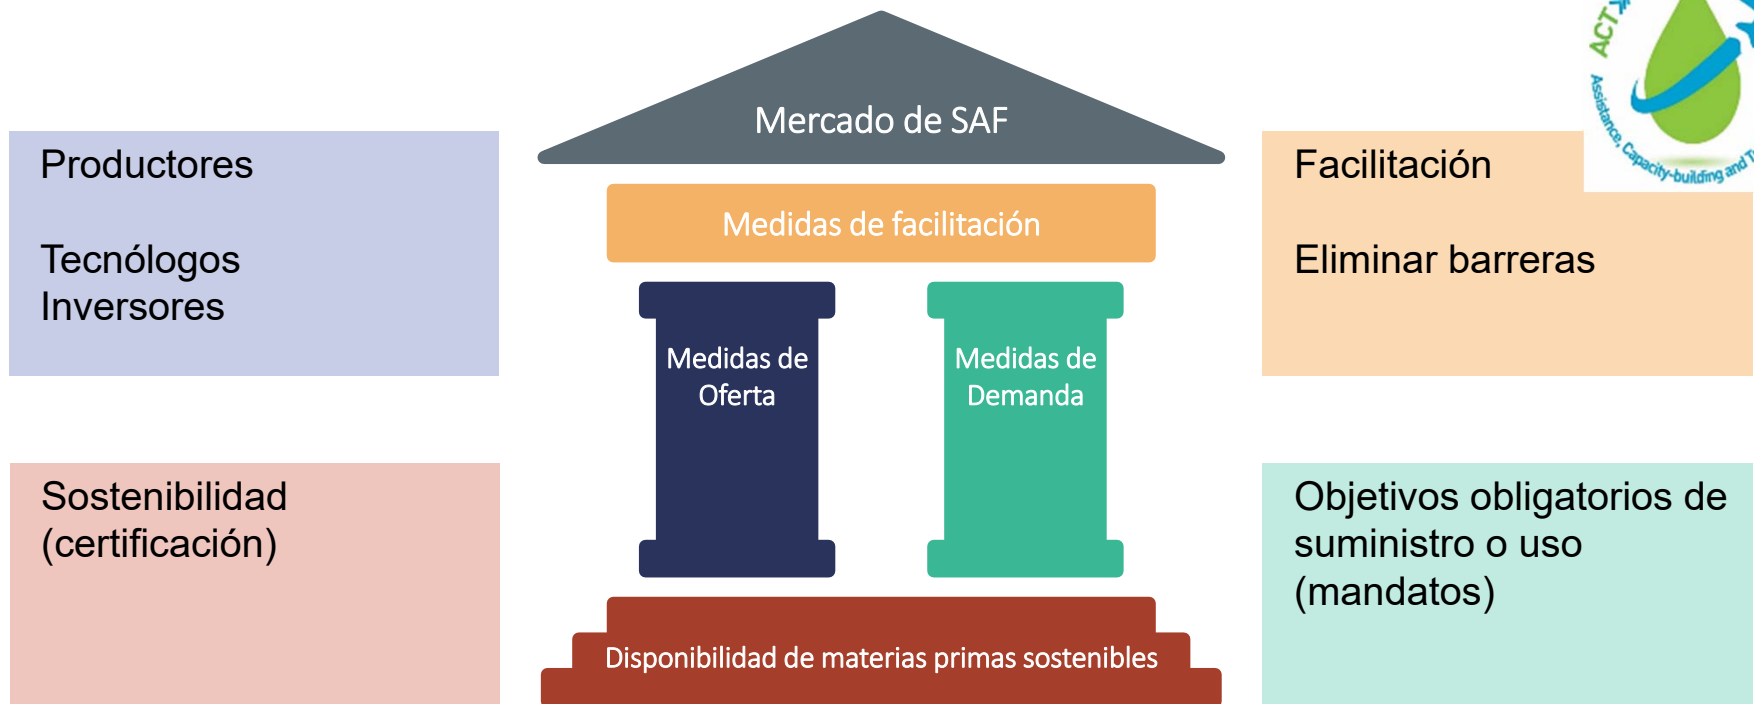 Productores
Tecnólogos
Inversores
Sostenibilidad
(certificación)
Mercado de SAF
Medidas de facilitación
Medidas de
Oferta
Medidas de
Demanda
Disponibilidad de materias primas sostenibles
ACT
Assistance, Capacity-building and
Facilitación
Eliminar barreras
Objetivos obligatorios de
suministro o uso
(mandatos)